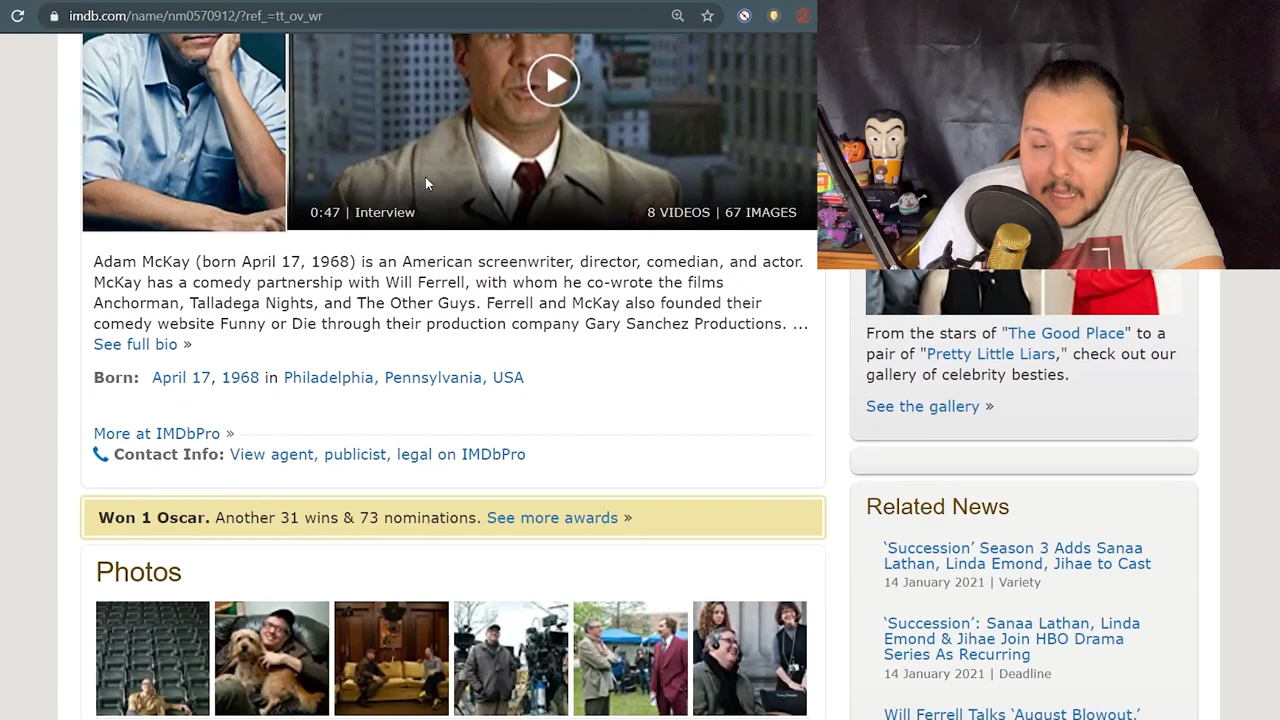 imdb.com/name/nm0570912/?ref_=tt_ov_wr
0:47 | Interview
8 VIDEOS | 67 IMAGES
Adam McKay (born April 17, 1968) is an American screenwriter, director, comedian, and actor.
McKay has a comedy partnership with Will Ferrell, with whom he co-wrote the films
Anchorman, Talladega Nights, and The Other Guys. Ferrell and McKay also founded their
comedy website Funny or Die through their production company Gary Sanchez Productions. ...
See full bio »
Born: April 17, 1968 in Philadelphia, Pennsylvania, USA
More at IMDbPro »
Contact Info: View agent, publicist, legal on IMDbPro
Won 1 Oscar. Another 31 wins & 73 nominations. See more awards »
Photos
From the stars of "The Good Place" to a
pair of "Pretty Little Liars," check out our
gallery of celebrity besties.
See the gallery »
Related News
‘Succession’ Season 3 Adds Sanaa
Lathan, Linda Emond, Jihae to Cast
14 January 2021 | Variety
‘Succession’: Sanaa Lathan, Linda
Emond & Jihae Join HBO Drama
Series As Recurring
14 January 2021 | Deadline
Will Ferrell Talks ‘August Blowout,’